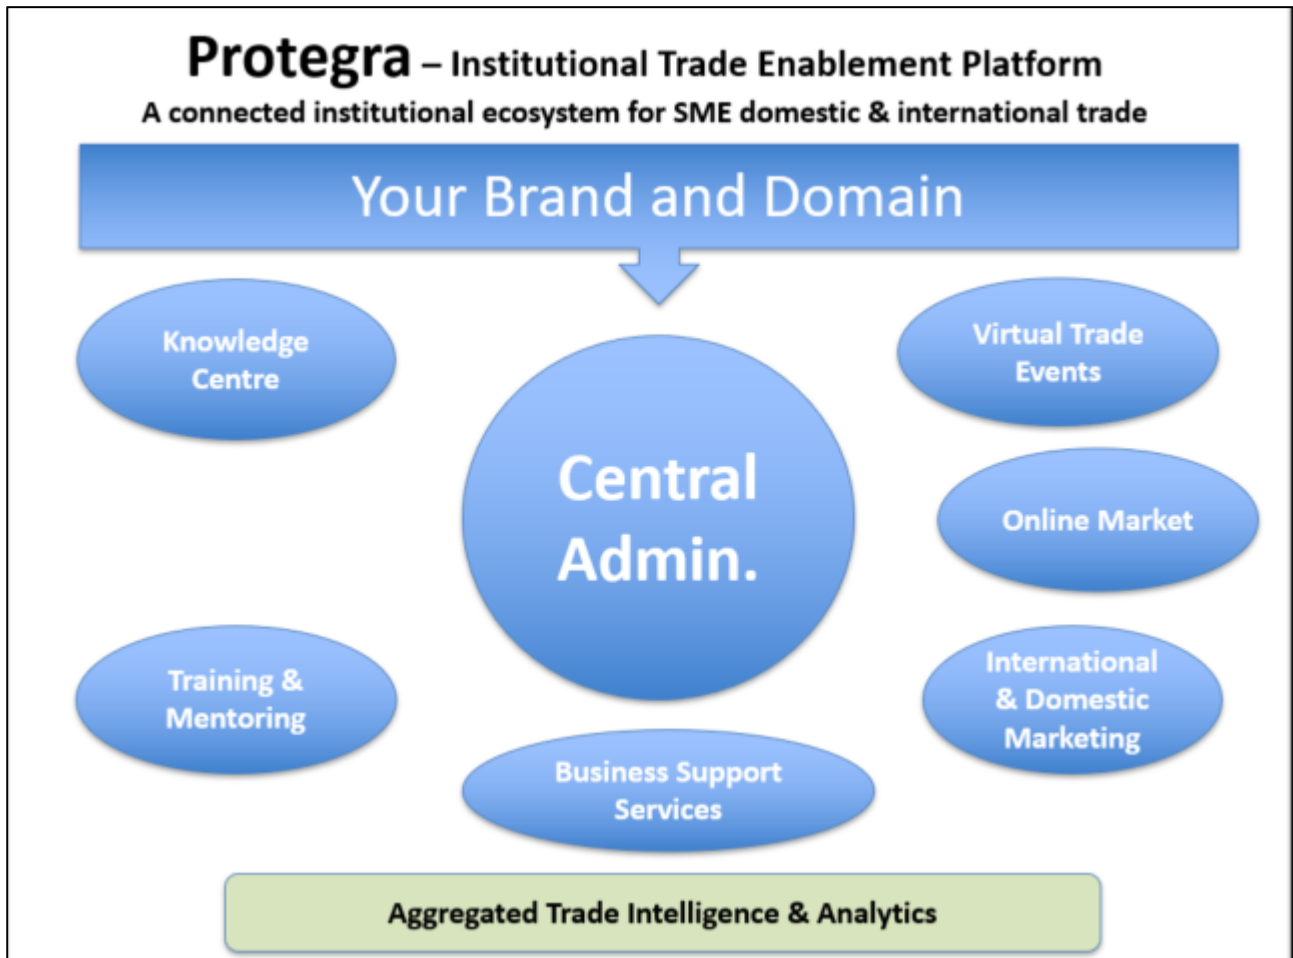 Protegra – Institutional Trade Enablement Platform
A connected institutional ecosystem for SME domestic & international trade
Your Brand and Domain
Knowledge
Centre
Virtual Trade
Events
Central
Admin.
Online Market
Training &
Mentoring
International
& Domestic
Marketing
Business Support
Services
Aggregated Trade Intelligence & Analytics